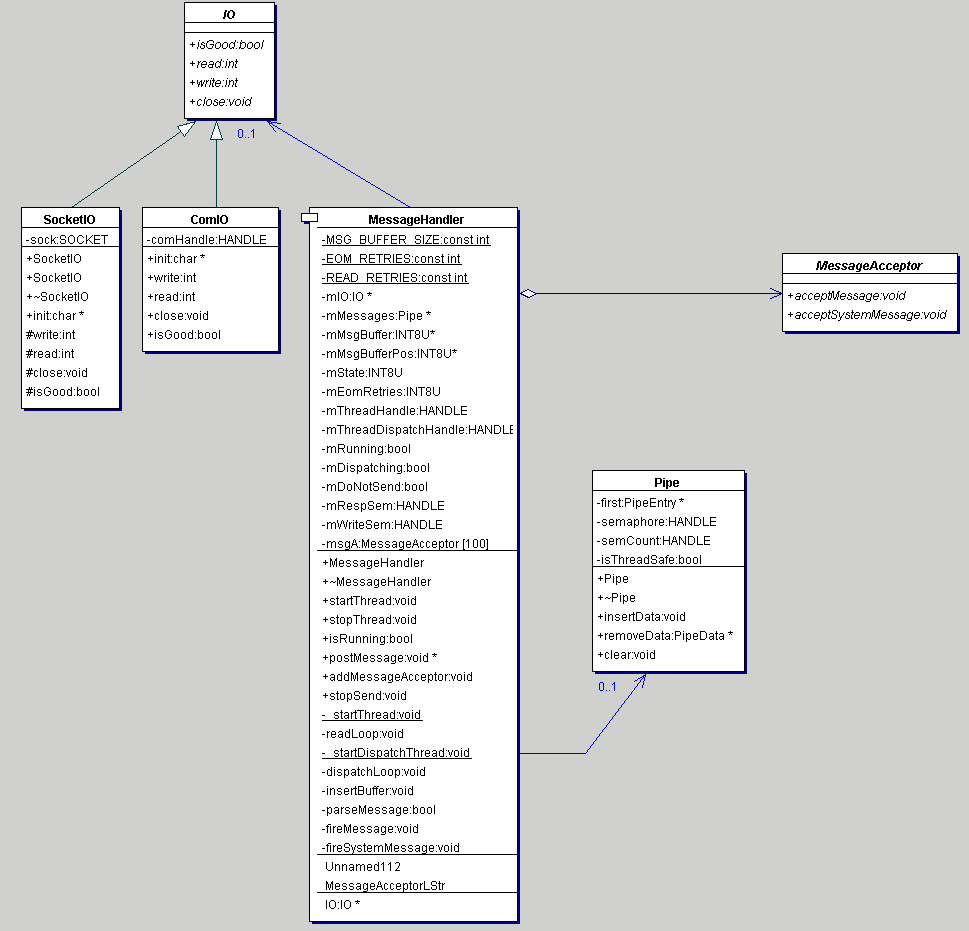 IO
+isGood:bool
+read:int
+write:int
+close:void
0..1
SocketIO
-sock:SOCKET
+SocketIO
+SocketIO
+~SocketIO
+init:char *
#write:int
#read:int
#close:void
#isGood:bool
ComIO
-comHandle:HANDLE
+init:char *
+write:int
+read:int
+close:void
+isGood:bool
MessageHandler
-MSG_BUFFER_SIZE:const int
-EOM_RETRIES:const int
-READ_RETRIES:const int
-mIO:IO *
-mMessages:Pipe *
-mMsgBuffer:INT8U*
-mMsgBufferPos:INT8U*
-mState:INT8U
-mEomRetries:INT8U
-mThreadHandle:HANDLE
-mThreadDispatchHandle:HANDLE
-mRunning:bool
-mDispatching:bool
-mDoNotSend:bool
-mRespSem:HANDLE
-mWriteSem:HANDLE
-msgA:MessageAcceptor [100]
+MessageHandler
+~MessageHandler
+startThread:void
+stopThread:void
+isRunning:bool
+postMessage:void *
+addMessageAcceptor:void
+stopSend:void
-_startThread:void
-readLoop:void
-_startDispatchThread:void
-dispatchLoop:void
-insertBuffer:void
-parseMessage:bool
-fireMessage:void
-fireSystemMessage:void
Unnamed112
MessageAcceptorLStr
IO:IO *
MessageAcceptor
+acceptMessage:void
+acceptSystemMessage:void
Pipe
-first:PipeEntry *
-semaphore:HANDLE
-semCount:HANDLE
-isThreadSafe:bool
+Pipe
+~Pipe
+insertData:void
+removeData:PipeData *
+clear:void
0..1